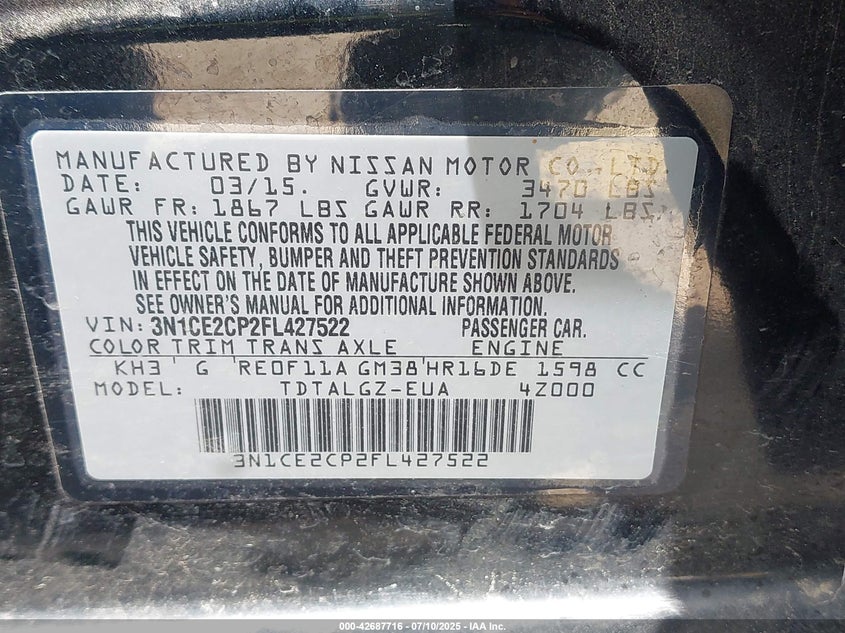 MANUFACTURED BY NISSAN MOTOR CO., LTD.
DATE: 03/15. GVWR: 3470 LBS
GAWR FR: 1867 LBS GAWR RR: 1704 LBS.
THIS VEHICLE CONFORMS TO ALL APPLICABLE FEDERAL MOTOR
VEHICLE SAFETY, BUMPER AND THEFT PREVENTION STANDARDS
IN EFFECT ON THE DATE OF MANUFACTURE SHOWN ABOVE.
SEE OWNER'S MANUAL FOR ADDITIONAL INFORMATION.
VIN: 3N1CE2CP2FL427522 PASSENGER CAR.
COLOR TRIM TRANS AXLE ENGINE
KH3 G RE0F11A GM38 HR16DE 1598 CC
MODEL: TDTALGZ-EUA 4Z000
3N1CE2CP2FL427522
000-42687716 - 07/10/2025 - IAA Inc.